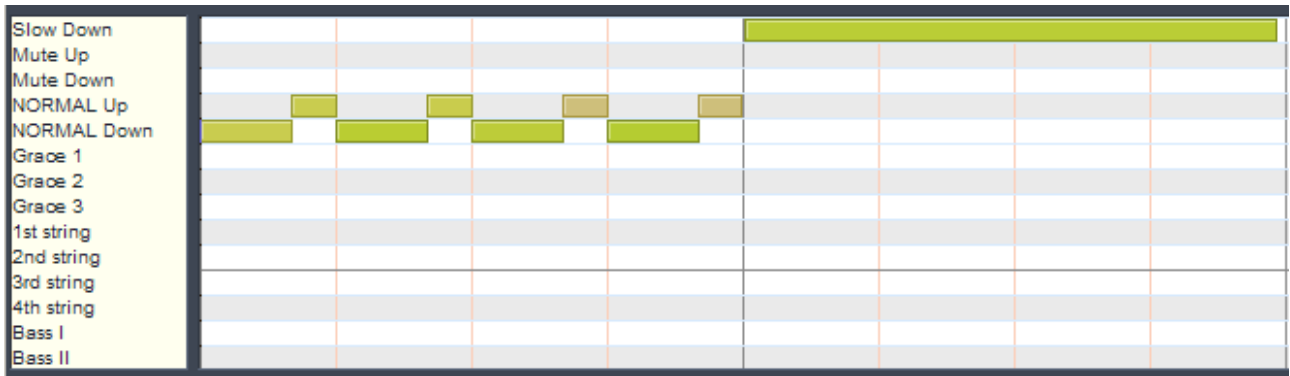 Slow Down
Mute Up
Mute Down
NORMAL Up
NORMAL Down
Grace 1
Grace 2
Grace 3
1st string
2nd string
3rd string
4th string
Bass I
Bass II